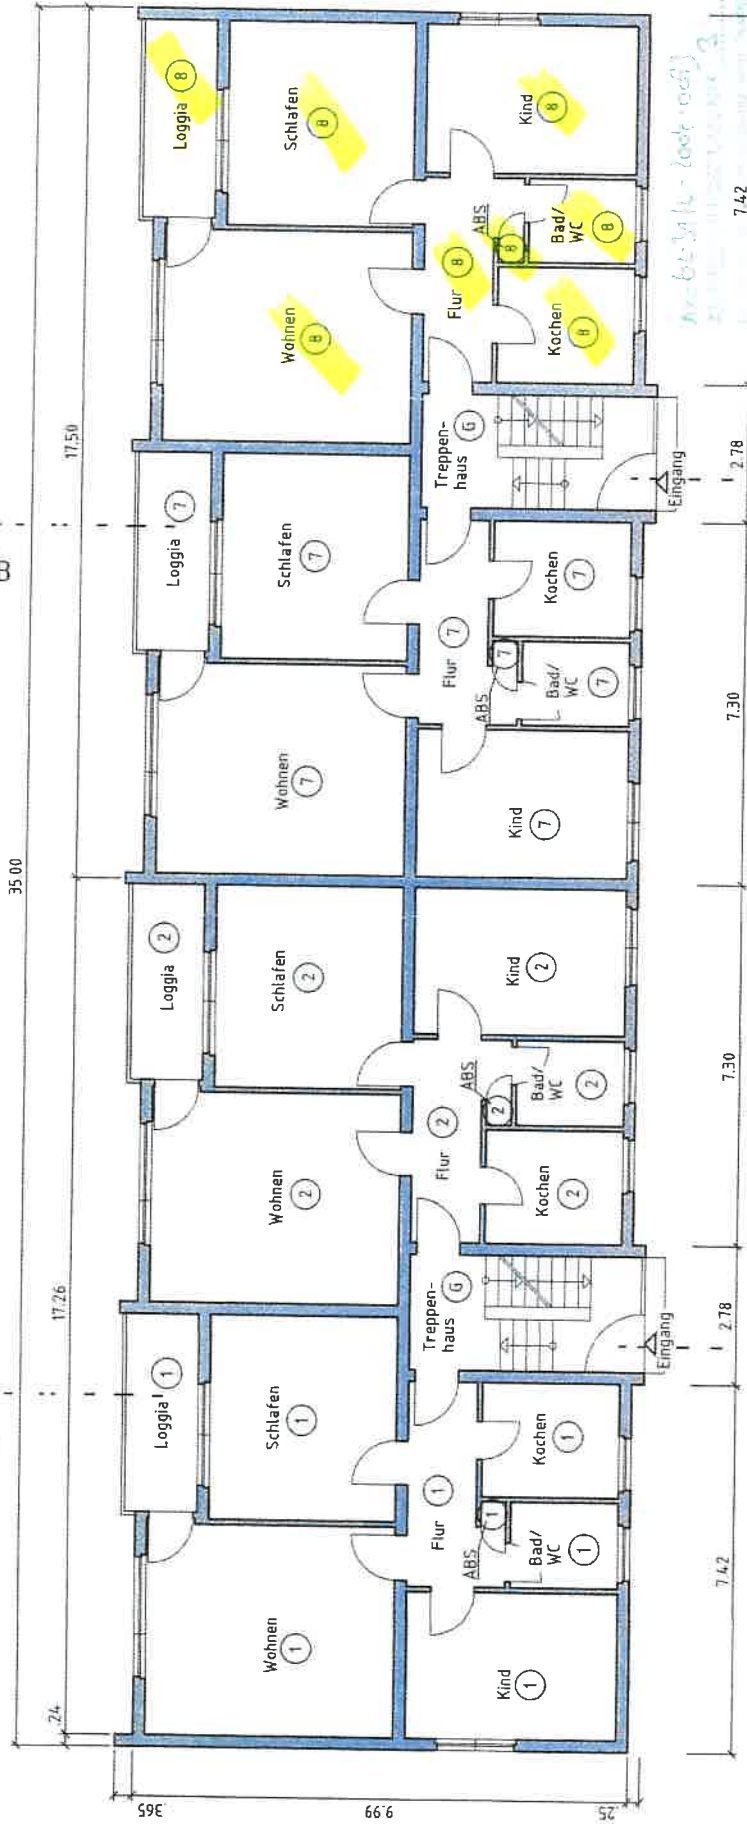 35.00
B
17.26
17.50
.24
.365
9.99
.25
Loggia 1
Loggia 2
Loggia 7
Loggia 8
Wohnen
1
Schlafen
1
Wohnen
2
Schlafen
2
Wohnen
7
Schlafen
7
Wohnen
8
Schlafen
8
Kind
1
Flur 1
ABS 1
Bad/
WC
1
Kochen
1
Treppen-
haus G
Eingang
Flur 2
Kochen
2
ABS
2
Bad/
WC 2
Kind
2
Kind
7
Flur 7
ABS 7
Bad/
WC
7
Kochen
7
Treppen-
haus G
Eingang
Flur 8
Kochen
8
ABS
8
Bad/
WC
8
Kind
8
7.42
2.78
7.30
7.30
2.78
7.42